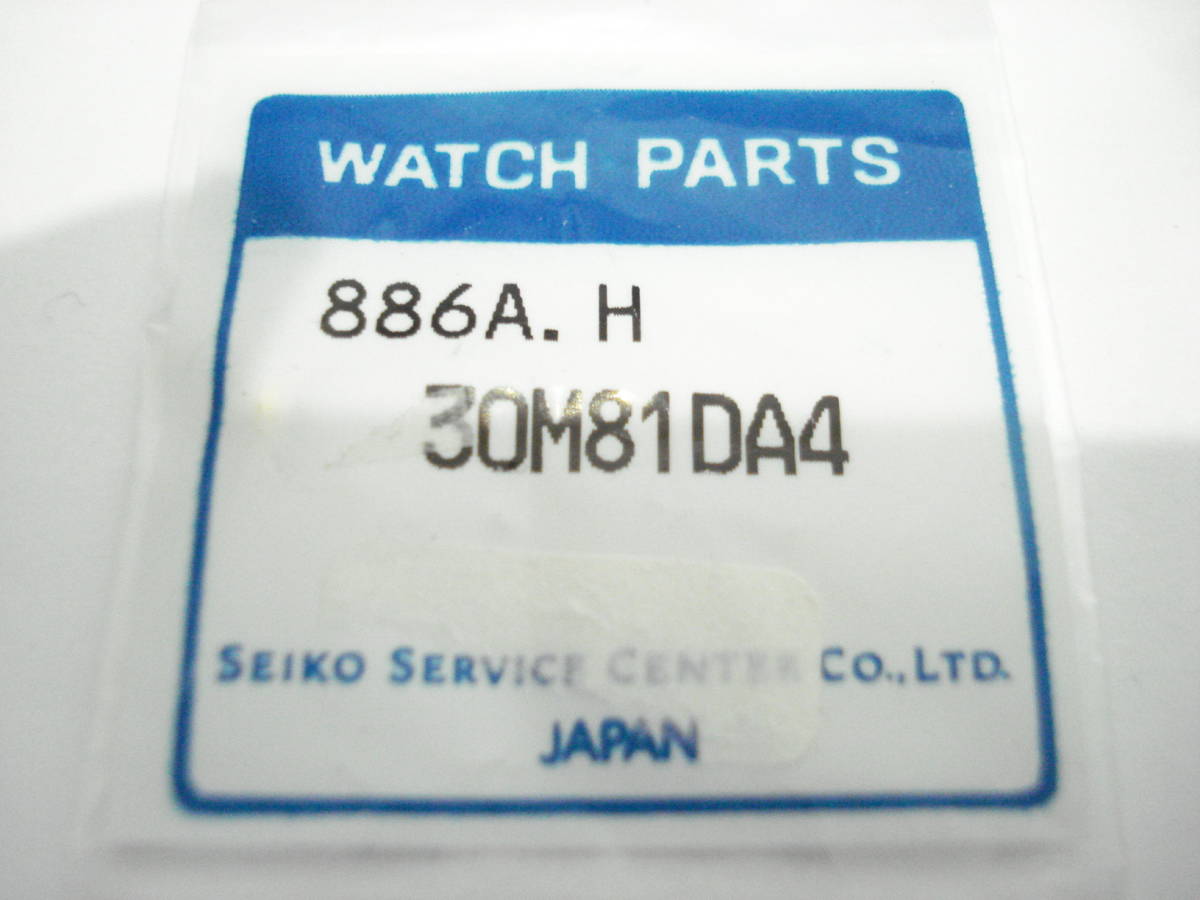 WATCH PARTS
886A. H
30M81DA4
SEIKO SERVICE CENTER CO., LTD.
JAPAN